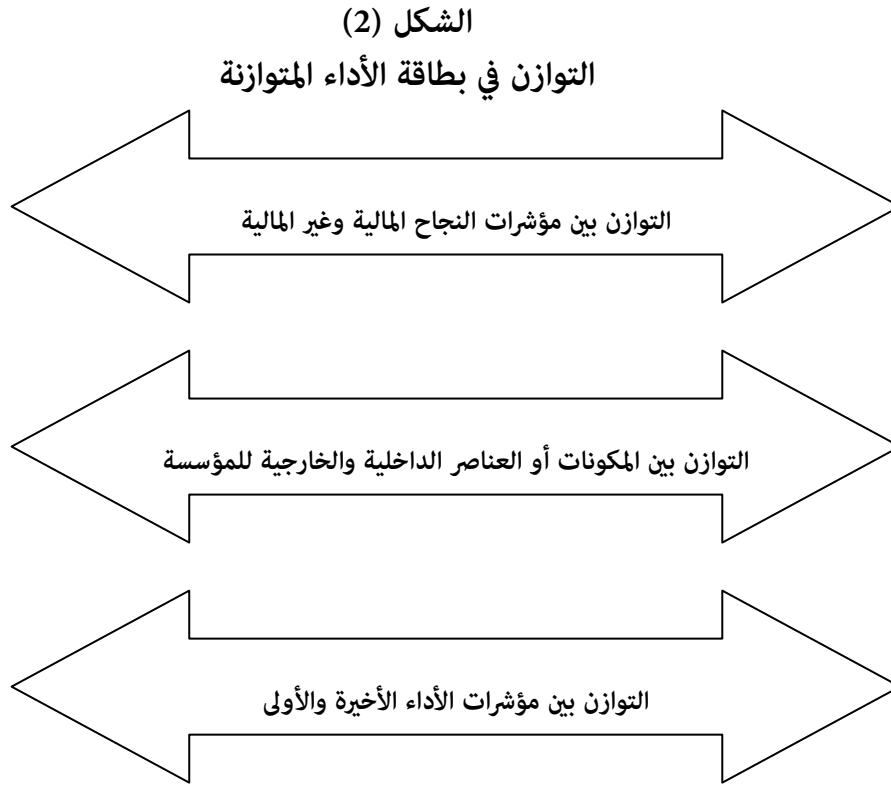 الشكل (2)
التوازن في بطاقة الأداء المتوازنة
التوازن بين مؤشرات النجاح المالية وغير المالية
التوازن بين المكونات أو العناصر الداخلية والخارجية للمؤسسة
التوازن بين مؤشرات الأداء الأخيرة والأولى